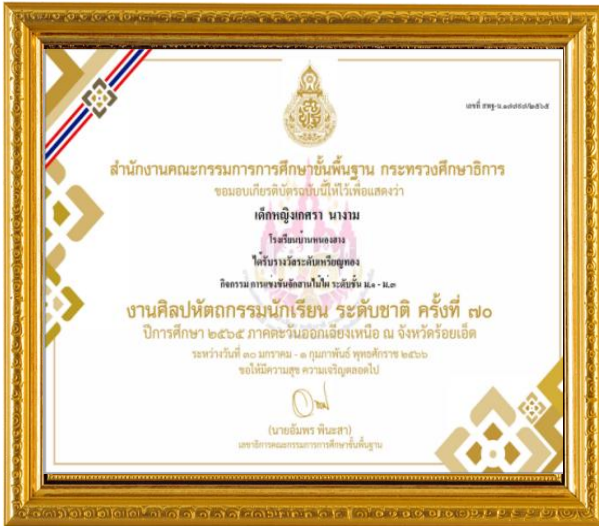 เลขที่ สพฐ-น.
สำนักงานคณะกรรมการการศึกษาขั้นพื้นฐาน กระทรวงศึกษาธิการ
ขอมอบเกียรติบัตรฉบับนี้ให้ไว้เพื่อแสดงว่า
เด็กหญิงเกศรา นางาม
โรงเรียนบ้านหนองสาง
ได้รับรางวัลระดับเหรียญทอง
กิจกรรม การแข่งขันจักสานไม้ไผ่ ระดับชั้น ม.๑ - ม.๓
งานศิลปหัตถกรรมนักเรียน ระดับชาติ ครั้งที่ ๗๐
ปีการศึกษา ๒๕๖๕ ภาคตะวันออกเฉียงเหนือ ณ จังหวัดร้อยเอ็ด
ระหว่างวันที่ ๓๐ มกราคม - ๑ กุมภาพันธ์ พุทธศักราช ๒๕๖๖
ขอให้มีความสุข ความเจริญตลอดไป
(นายอัมพร พินะสา)
เลขาธิการคณะกรรมการการศึกษาขั้นพื้นฐาน